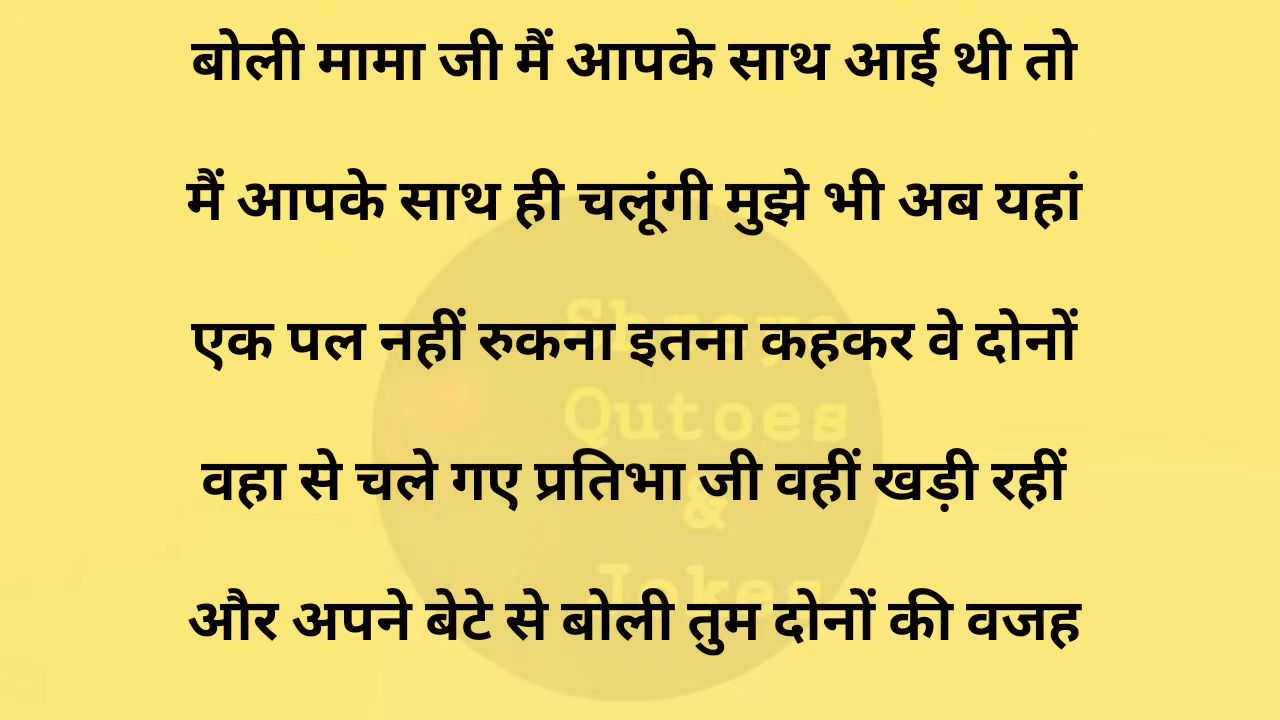 बोली मामा जी मैं आपके साथ आई थी तो
मैं आपके साथ ही चलूंगी मुझे भी अब यहां
एक पल नहीं रुकना इतना कहकर वे दोनों
वहा से चले गए प्रतिभा जी वहीं खड़ी रहीं
और अपने बेटे से बोली तुम दोनों की वजह
Qutoes
&